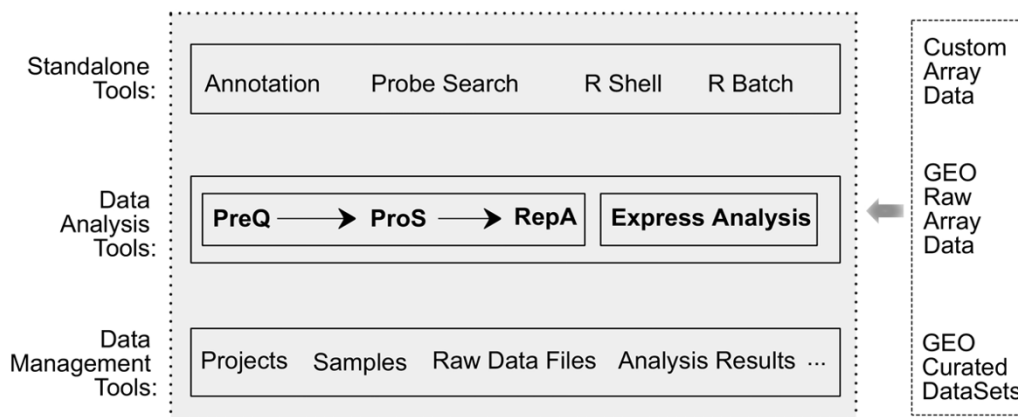 Standalone
Tools:
Annotation Probe Search R Shell R Batch
Data
Analysis
Tools:
PreQ ProS RepA Express Analysis
Data
Management
Tools:
Projects Samples Raw Data Files Analysis Results ...
Custom
Array
Data
GEO
Raw
Array
Data
GEO
Curated
DataSets